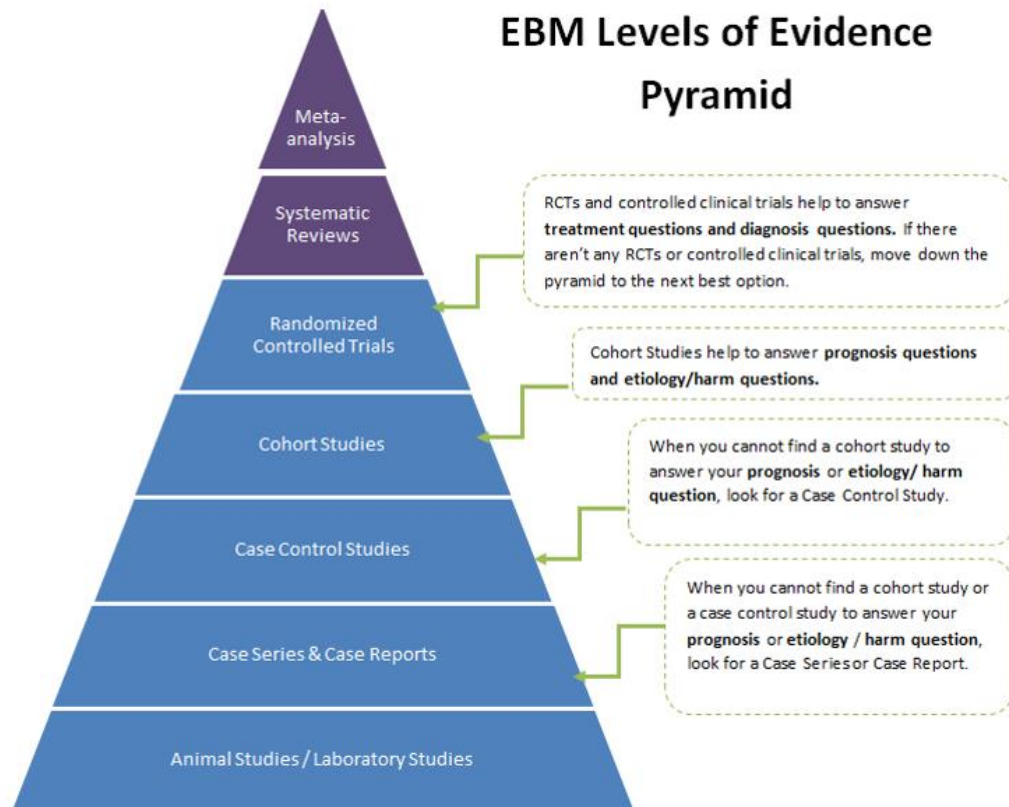 EBM Levels of Evidence
Pyramid
Meta-
analysis
Systematic
Reviews
RCTs and controlled clinical trials help to answer
treatment questions and diagnosis questions. If there
aren't any RCTs or controlled clinical trials, move down the
pyramid to the next best option.
Randomized
Controlled Trials
Cohort Studies help to answer prognosis questions
and etiology/harm questions.
Cohort Studies
When you cannot find a cohort study to
answer your prognosis or etiology/ harm
question, look for a Case Control Study.
Case Control Studies
When you cannot find a cohort study or
a case control study to answer your
prognosis or etiology / harm question,
look for a Case Series or Case Report.
Case Series & Case Reports
Animal Studies / Laboratory Studies